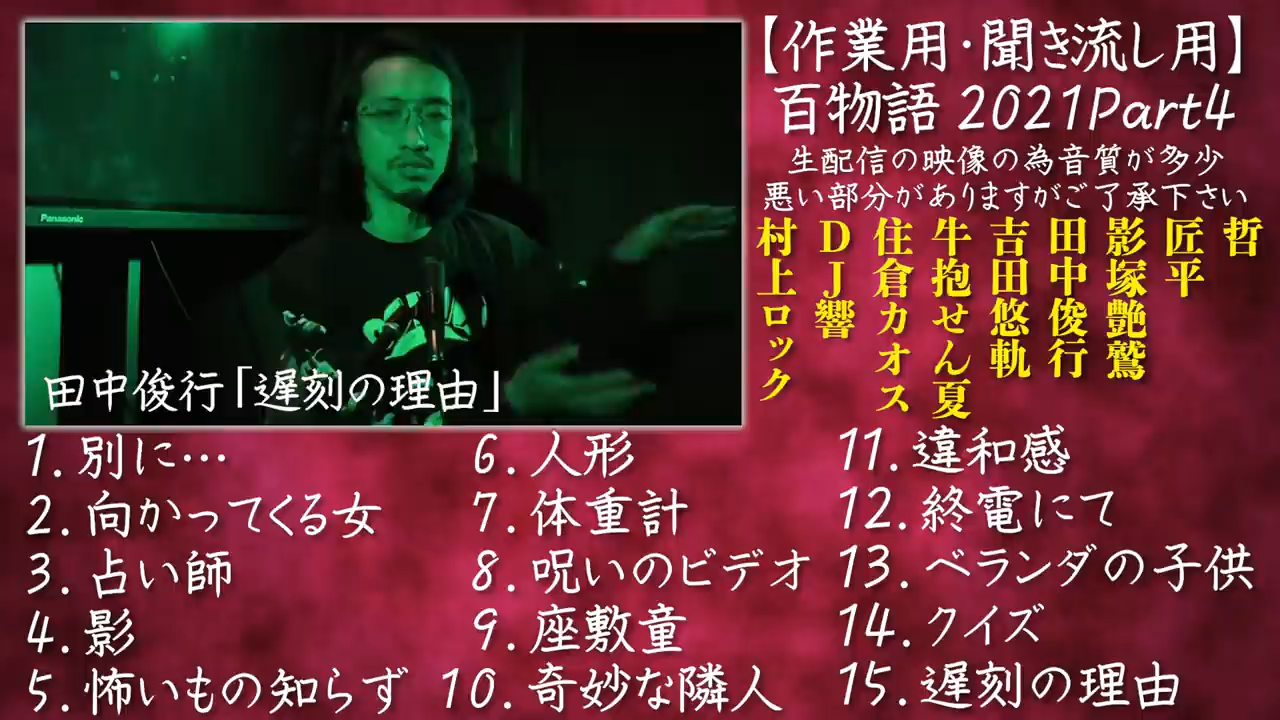 【作業用・聞き流し用】
百物語 2021Part4
生配信の映像の為音質が多少
悪い部分がありますがご了承下さい
哲
匠平
影塚艶鷲
田中俊行
吉田悠軌
牛抱せん夏
住倉カオス
DJ響
村上ロック
Panasonic
田中俊行「遅刻の理由」
1. 別に…
2. 向かってくる女
3. 占い師
4. 影
5. 怖いもの知らず
6. 人形
7. 体重計
8. 呪いのビデオ
9. 座敷童
10. 奇妙な隣人
11. 違和感
12. 終電にて
13. ベランダの子供
14. クイズ
15. 遅刻の理由